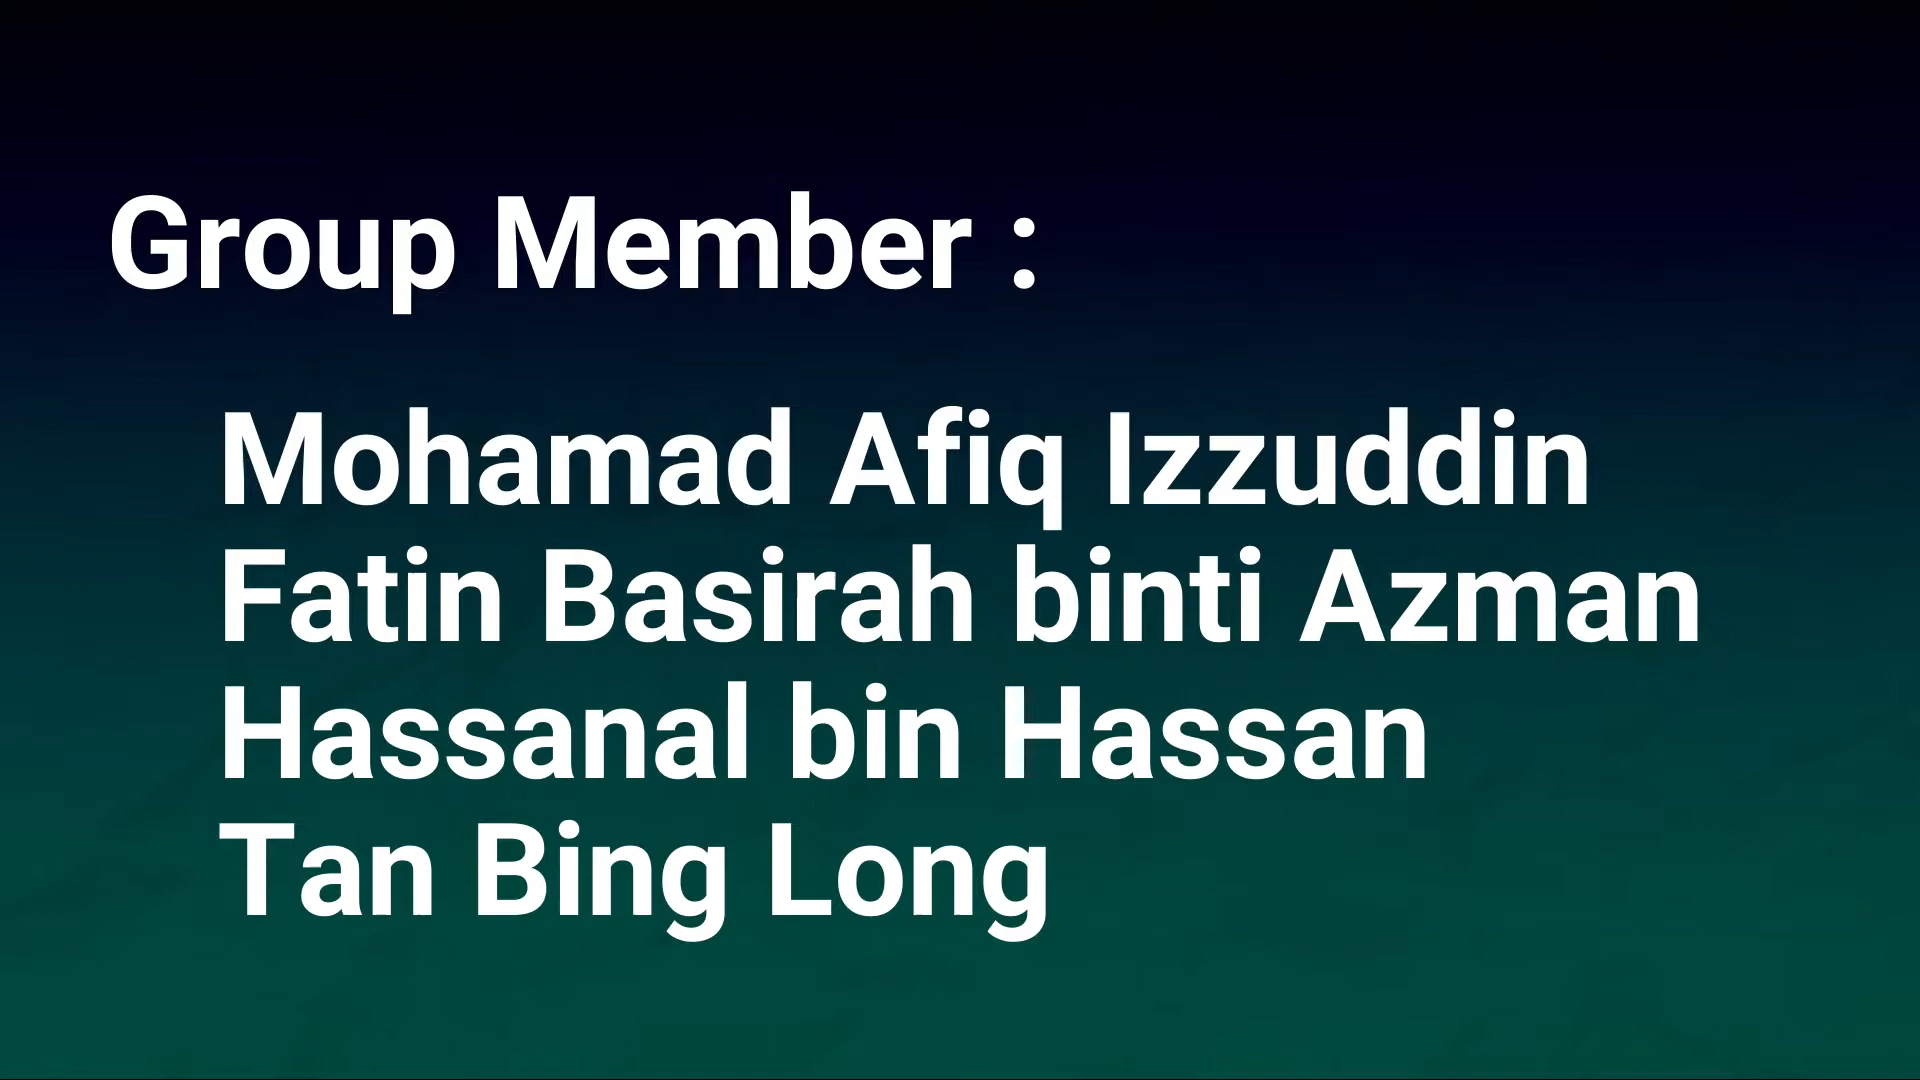 Group Member :
Mohamad Afiq Izzuddin
Fatin Basirah binti Azman
Hassanal bin Hassan
Tan Bing Long